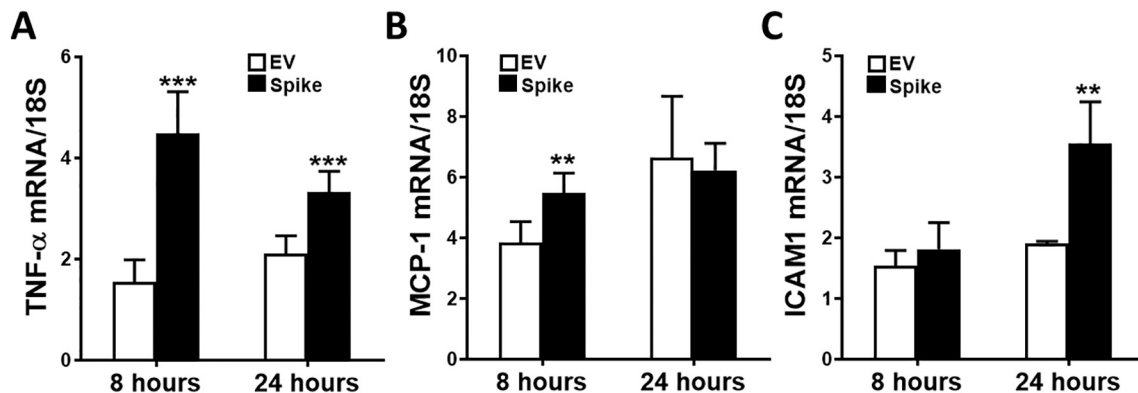 A
TNF-α mRNA/18S
6
4
2
0
EV
Spike
***
***
8 hours
24 hours
B
MCP-1 mRNA/18S
10
8
6
4
2
0
EV
Spike
**
8 hours
24 hours
C
ICAM1 mRNA/18S
5
4
3
2
1
0
EV
Spike
**
8 hours
24 hours